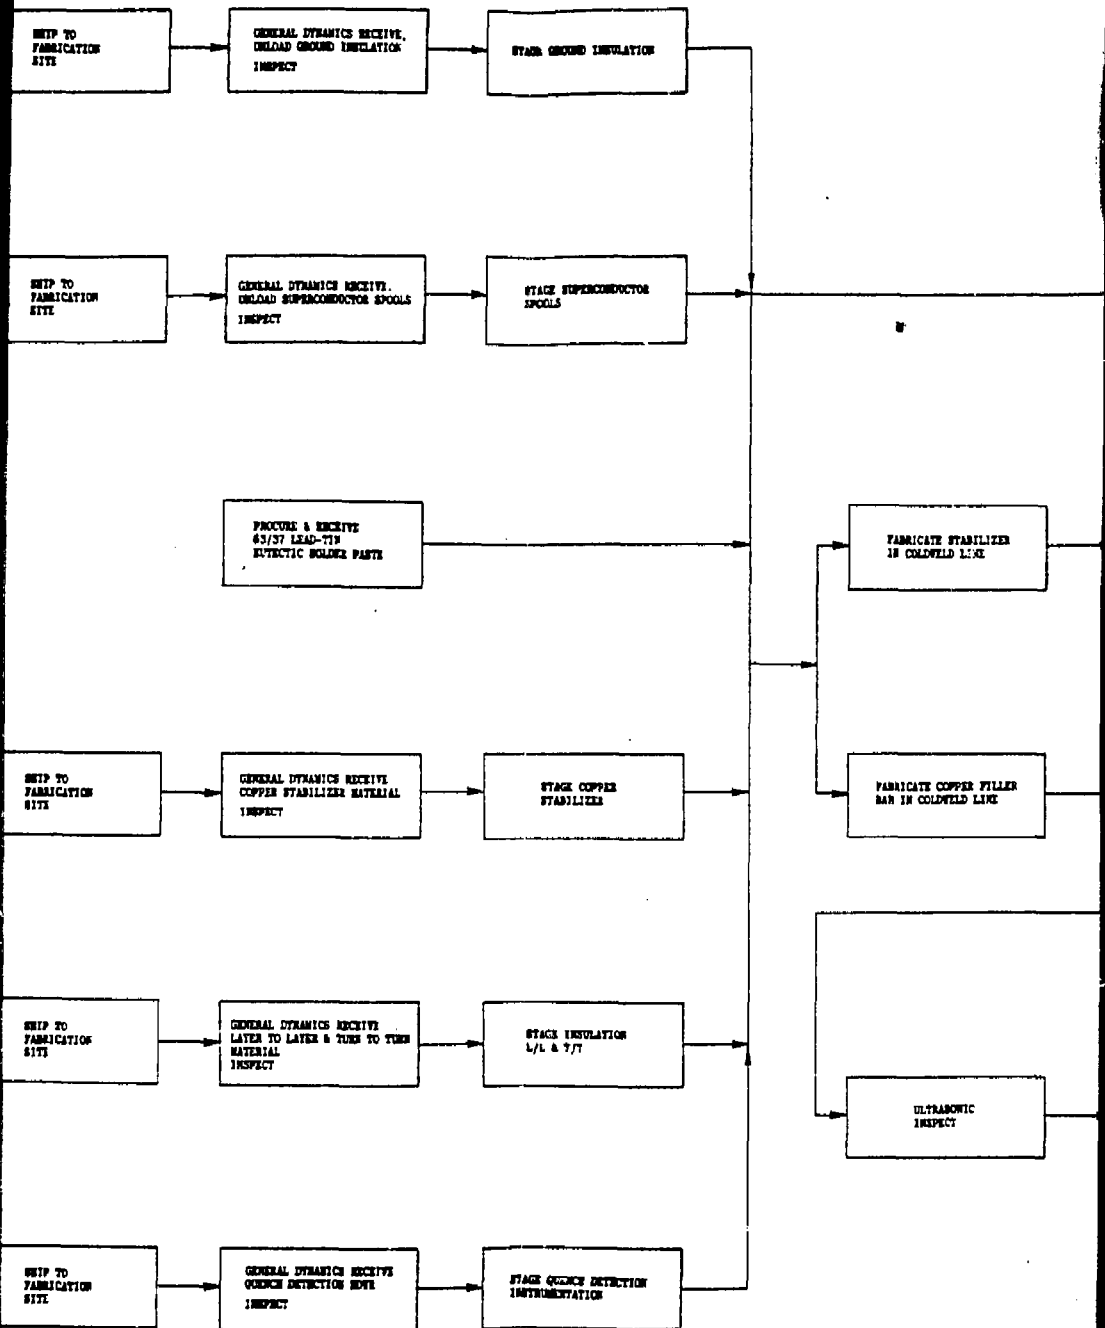 SHIP TO
FABRICATION
SITE
GENERAL DYNAMICS RECEIVE,
UNLOAD GROUND INSULATION
INSPECT
STAGE GROUND INSULATION
SHIP TO
FABRICATION
SITE
GENERAL DYNAMICS RECEIVE.
UNLOAD SUPERCONDUCTOR SPOOLS
INSPECT
STAGE SUPERCONDUCTOR
SPOOLS
PROCURE & RECEIVE
63/37 LEAD-TIN
EUTECTIC SOLDER PASTE
FABRICATE STABILIZER
IN COLDWELD LINE
SHIP TO
FABRICATION
SITE
GENERAL DYNAMICS RECEIVE
COPPER STABILIZER MATERIAL
INSPECT
STAGE COPPER
STABILIZER
FABRICATE COPPER FILLER
BAR IN COLDWELD LINE
SHIP TO
FABRICATION
SITE
GENERAL DYNAMICS RECEIVE
LAYER TO LAYER & TURN TO TURN
MATERIAL
INSPECT
STAGE INSULATION
L/L & T/T
ULTRASONIC
INSPECT
SHIP TO
FABRICATION
SITE
GENERAL DYNAMICS RECEIVE
QUENCH DETECTION HDWE
INSPECT
STAGE QUENCH DETECTION
INSTRUMENTATION